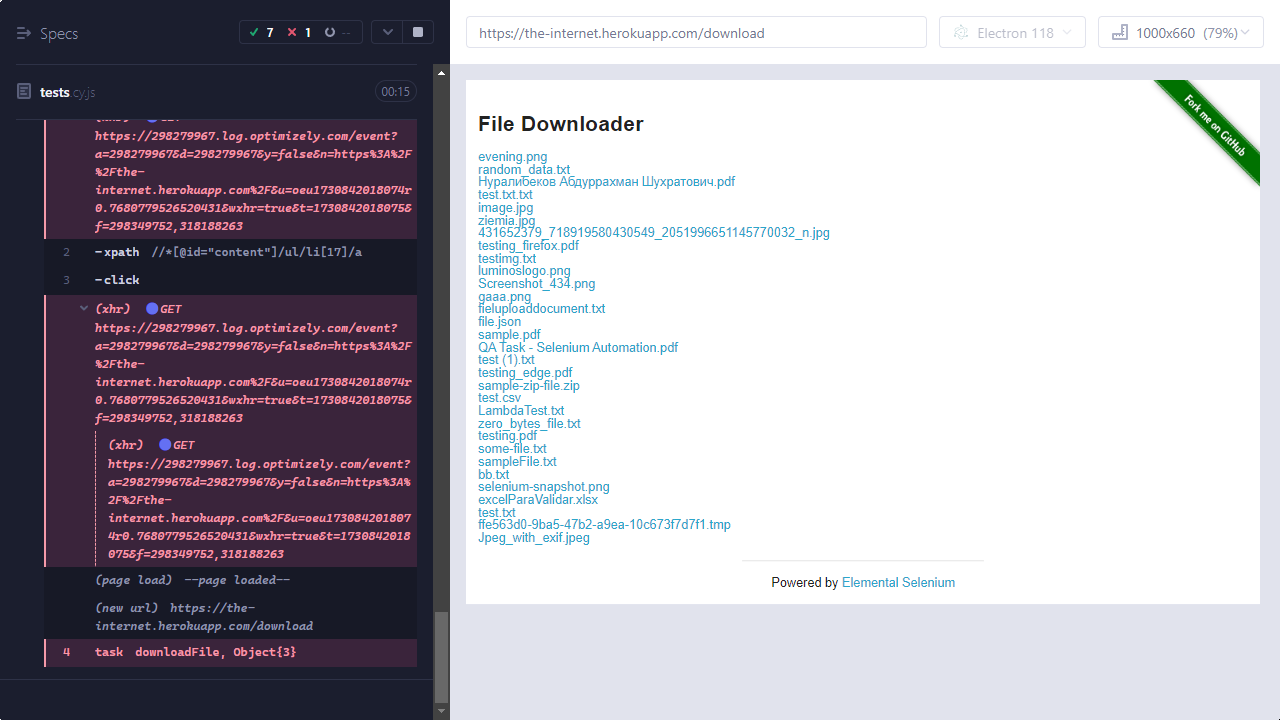 Specs
7 1 --
https://the-internet.herokuapp.com/download
Electron 118
1000x660 (79%)
tests.cy.js
00:15
(xhr) GET
https://298279967.log.optimizely.com/event?
a=298279967&d=298279967&y=false&n=https%3A%2F
%2Fthe-
internet.herokuapp.com%2F&u=oeu1730842018074r
0.7680779526520431&wxhr=true&t=1730842018075&
f=298349752,318188263
2 -xpath //*[@id="content"]/ul/li[17]/a
3 -click
(xhr) GET
https://298279967.log.optimizely.com/event?
a=298279967&d=298279967&y=false&n=https%3A%2F
%2Fthe-
internet.herokuapp.com%2F&u=oeu1730842018074r
0.7680779526520431&wxhr=true&t=1730842018075&
f=298349752,318188263
(xhr) GET
https://298279967.log.optimizely.com/event?
a=298279967&d=298279967&y=false&n=https%3A%
2F%2Fthe-
internet.herokuapp.com%2F&u=oeu173084201807
4r0.7680779526520431&wxhr=true&t=1730842018
075&f=298349752,318188263
(page load) --page loaded--
(new url) https://the-
internet.herokuapp.com/download
4 task downloadFile, Object{3}
File Downloader
Fork me on GitHub
evening.png
random_data.txt
Нуралибеков Абдуррахман Шухратович.pdf
test.txt.txt
image.jpg
ziemia.jpg
431652379_718919580430549_2051996651145770032_n.jpg
testing_firefox.pdf
testimg.txt
luminoslogo.png
Screenshot_434.png
gaaa.png
fieluploaddocument.txt
file.json
sample.pdf
QA Task - Selenium Automation.pdf
test (1).txt
testing_edge.pdf
sample-zip-file.zip
test.csv
LambdaTest.txt
zero_bytes_file.txt
testing.pdf
some-file.txt
sampleFile.txt
bb.txt
selenium-snapshot.png
excelParaValidar.xlsx
test.txt
ffe563d0-9ba5-47b2-a9ea-10c673f7d7f1.tmp
Jpeg_with_exif.jpeg
Powered by Elemental Selenium